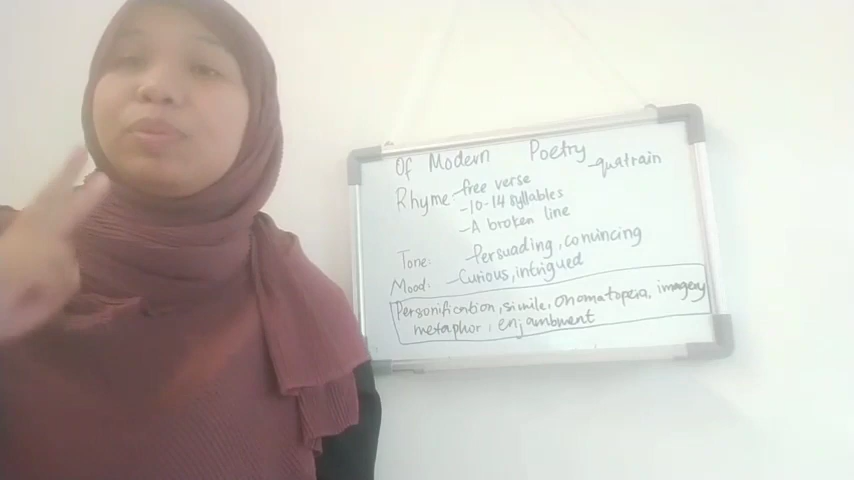 Of Modern Poetry
-quatrain
Rhyme -free verse
-10-14 syllables
-A broken line
Tone: -Persuading, convincing
Mood: -Curious, intrigued
Personification, simile, onomatopeia, imagery
metaphor, enjambment